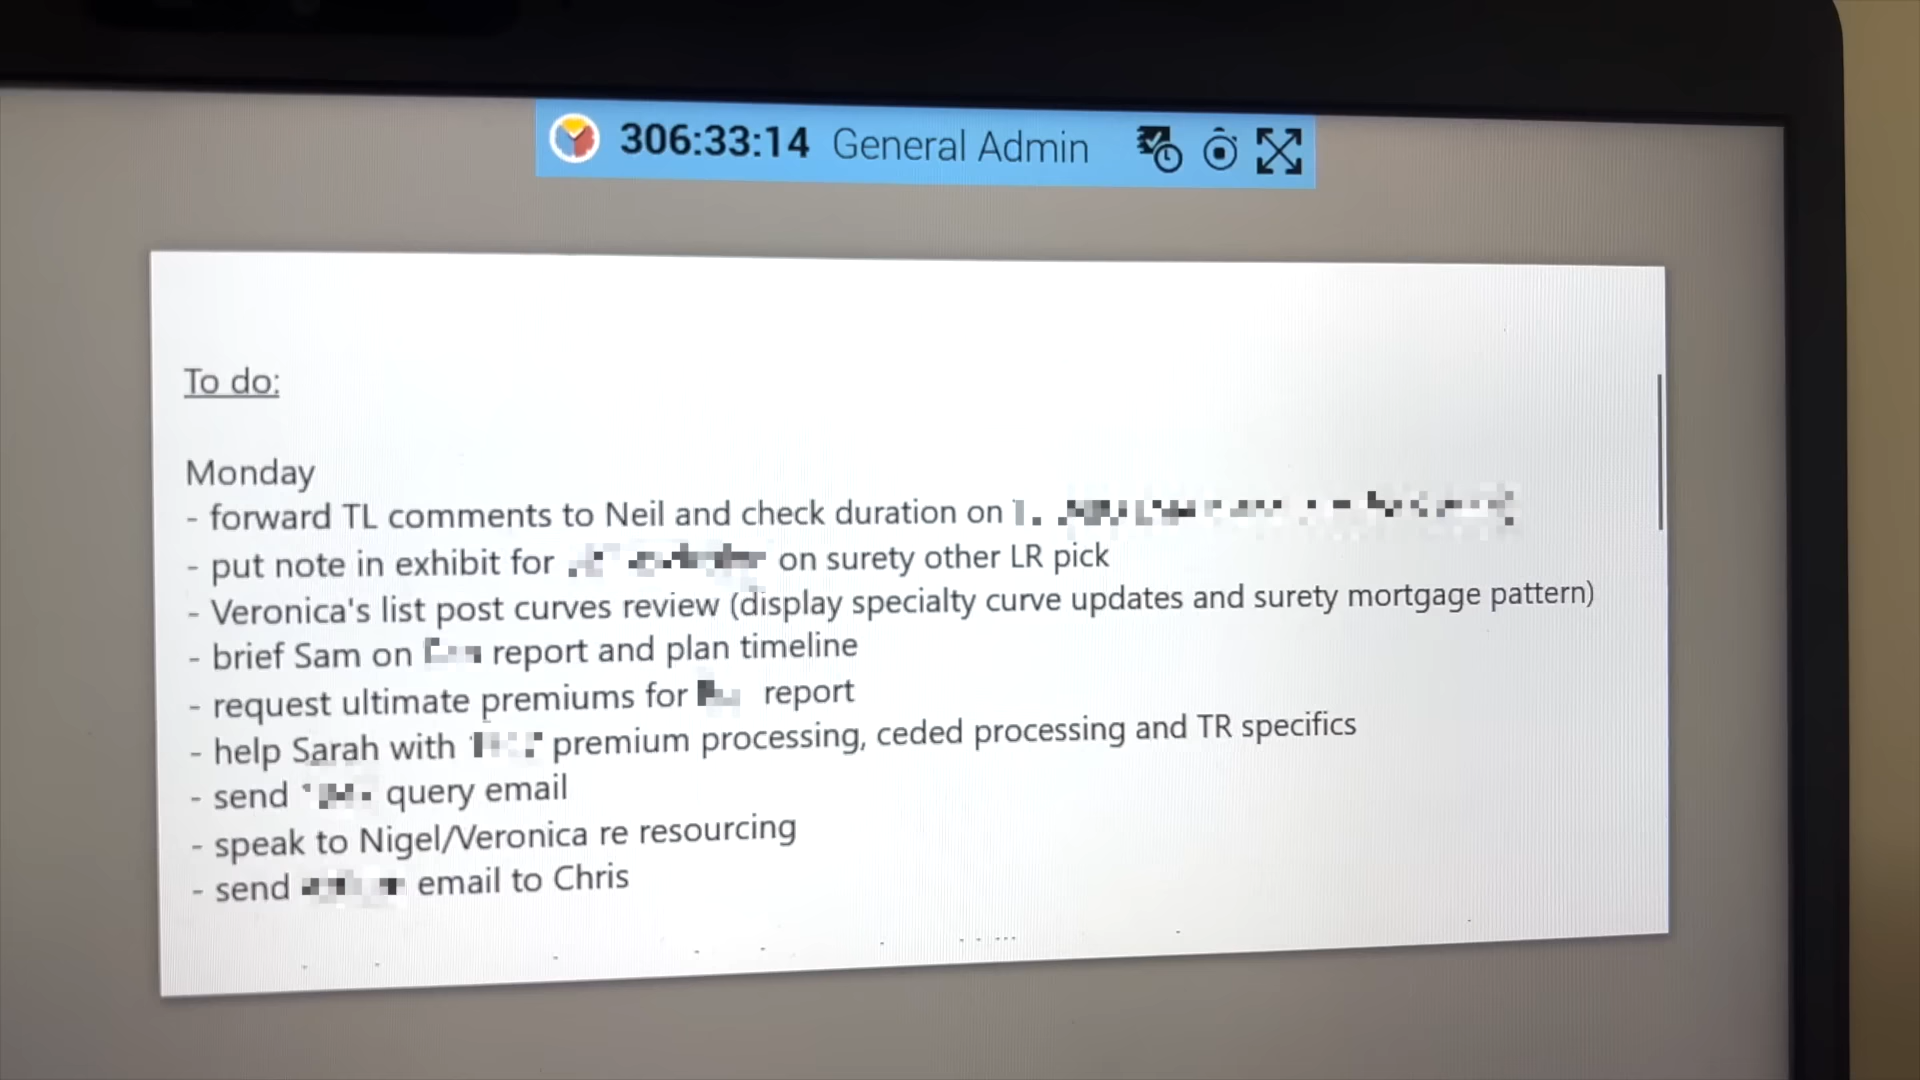 306:33:14 General Admin
To do:
Monday
- forward TL comments to Neil and check duration on
- put note in exhibit for on surety other LR pick
- Veronica's list post curves review (display specialty curve updates and surety mortgage pattern)
- brief Sam on report and plan timeline
- request ultimate premiums for report
- help Sarah with premium processing, ceded processing and TR specifics
- send query email
- speak to Nigel/Veronica re resourcing
- send email to Chris